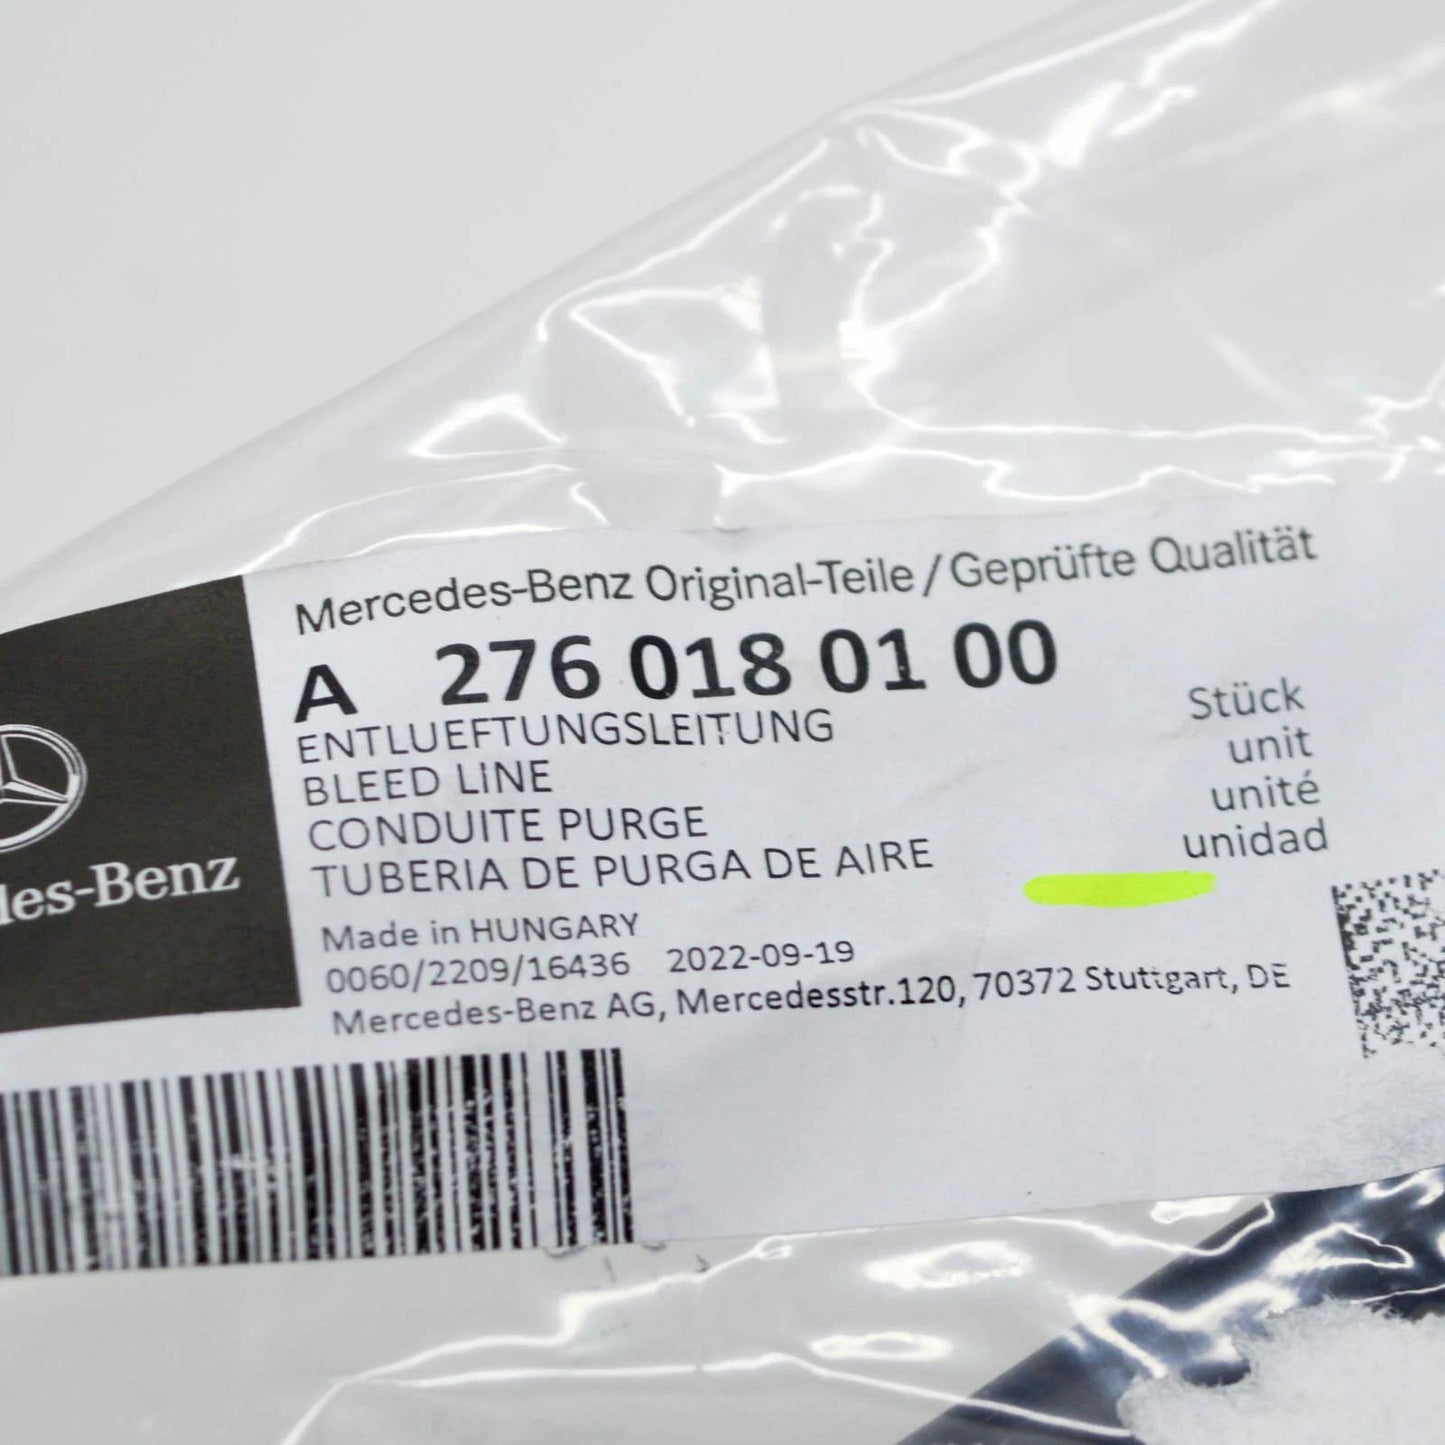 Mercedes-Benz Original-Teile / Geprüfte Qualität
A 276 018 01 00
ENTLUEFTUNGSLEITUNG
BLEED LINE
CONDUITE PURGE
TUBERIA DE PURGA DE AIRE
Stück
unit
unité
unidad
Made in HUNGARY
0060/2209/16436 2022-09-19
Mercedes-Benz AG, Mercedesstr.120, 70372 Stuttgart, DE
des-Benz